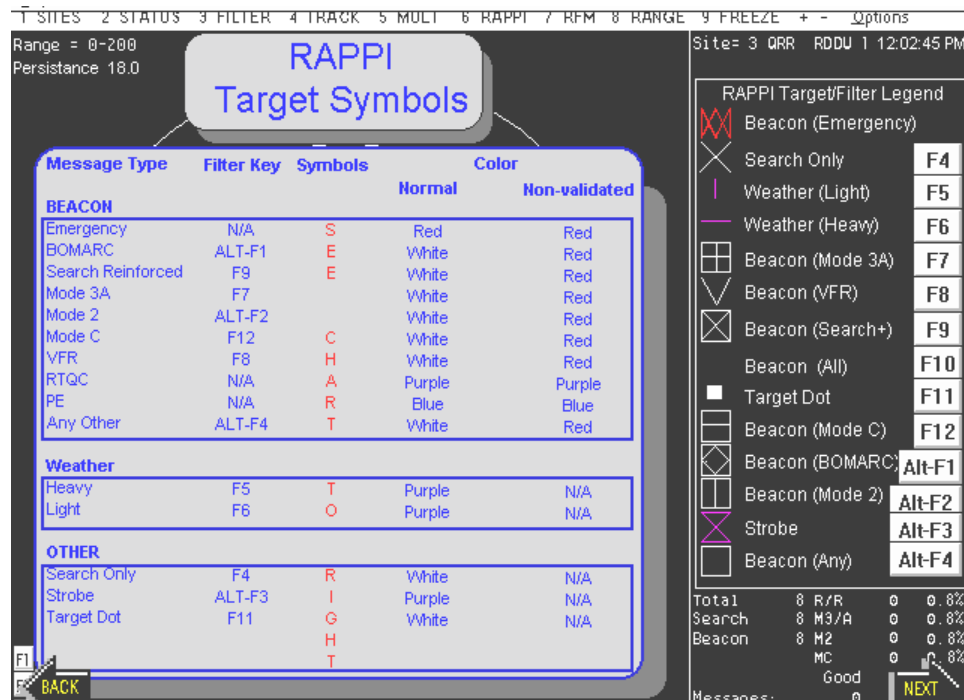 1 SITES 2 STATUS 3 FILTER 4 TRACK 5 MULT 6 RAPPI 7 RFM 8 RANGE 9 FREEZE + - Options
Range = 0-200
Persistance 18.0
RAPPI
Target Symbols
Message Type Filter Key Symbols Color
Normal Non-validated
BEACON
Emergency N/A S Red Red
BOMARC ALT-F1 E White Red
Search Reinforced F9 E White Red
Mode 3A F7 White Red
Mode 2 ALT-F2 White Red
Mode C F12 C White Red
VFR F8 H White Red
RTQC N/A A Purple Purple
PE N/A R Blue Blue
Any Other ALT-F4 T White Red
Weather
Heavy F5 T Purple N/A
Light F6 O Purple N/A
OTHER
Search Only F4 R White N/A
Strobe ALT-F3 I Purple N/A
Target Dot F11 G White N/A
H
T
F1
BACK
Site= 3 QRR RDDU 1 12:02:45 PM
RAPPI Target/Filter Legend
Beacon (Emergency)
Search Only F4
Weather (Light) F5
Weather (Heavy) F6
Beacon (Mode 3A) F7
Beacon (VFR) F8
Beacon (Search+) F9
Beacon (All) F10
Target Dot F11
Beacon (Mode C) F12
Beacon (BOMARC) Alt-F1
Beacon (Mode 2) Alt-F2
Strobe Alt-F3
Beacon (Any) Alt-F4
Total 8 R/R 0 0.8%
Search 8 M3/A 0 0.8%
Beacon 8 M2 0 0.8%
MC 0 0.8%
Good
Messages: 0
NEXT